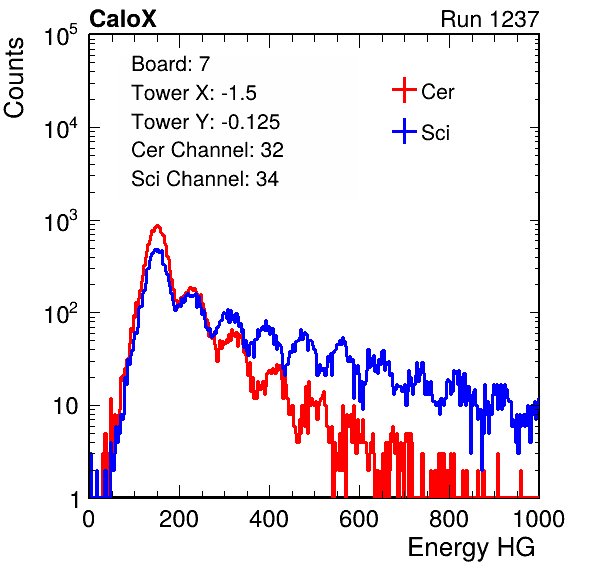 CaloX Run 1237
Counts
Board: 7
Tower X: -1.5
Tower Y: -0.125
Cer Channel: 32
Sci Channel: 34
Cer
Sci
10^5
10^4
10^3
10^2
10
1
0 200 400 600 800 1000
Energy HG